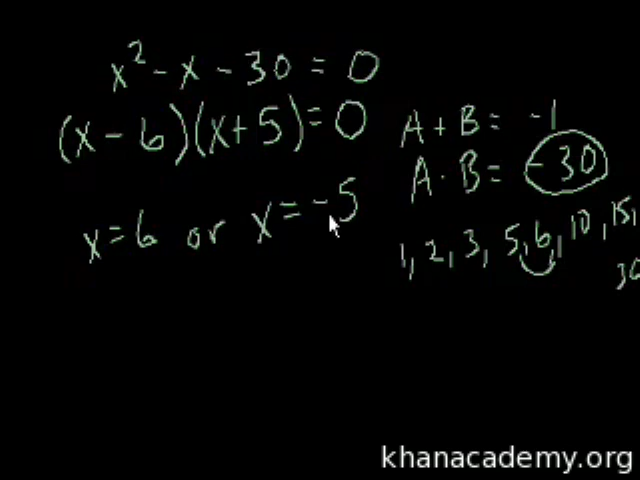 x² - x - 30 = 0
(x - 6)(x + 5) = 0
x = 6 or x = -5
A + B = -1
A · B = -30
1, 2, 3, 5, 6, 10, 15,
30
khanacademy.org